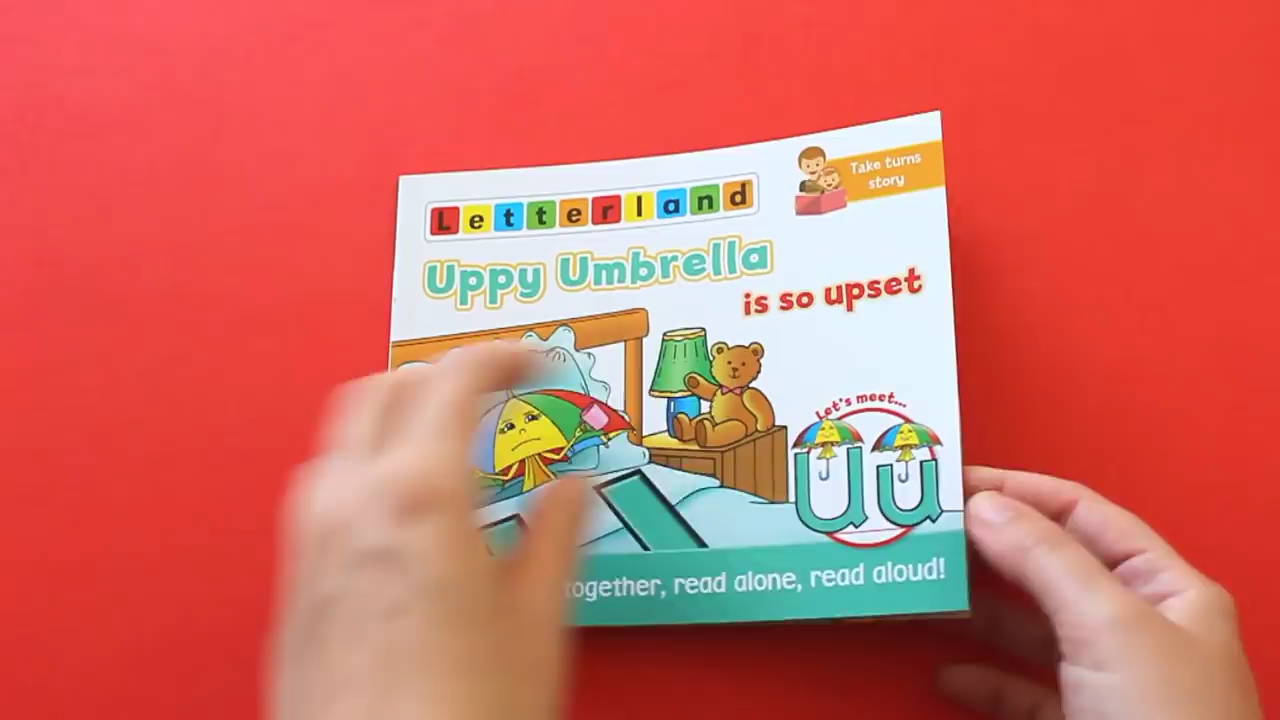 Letterland
Take turns
story
Uppy Umbrella
is so upset
Let's meet...
Uu
together, read alone, read aloud!